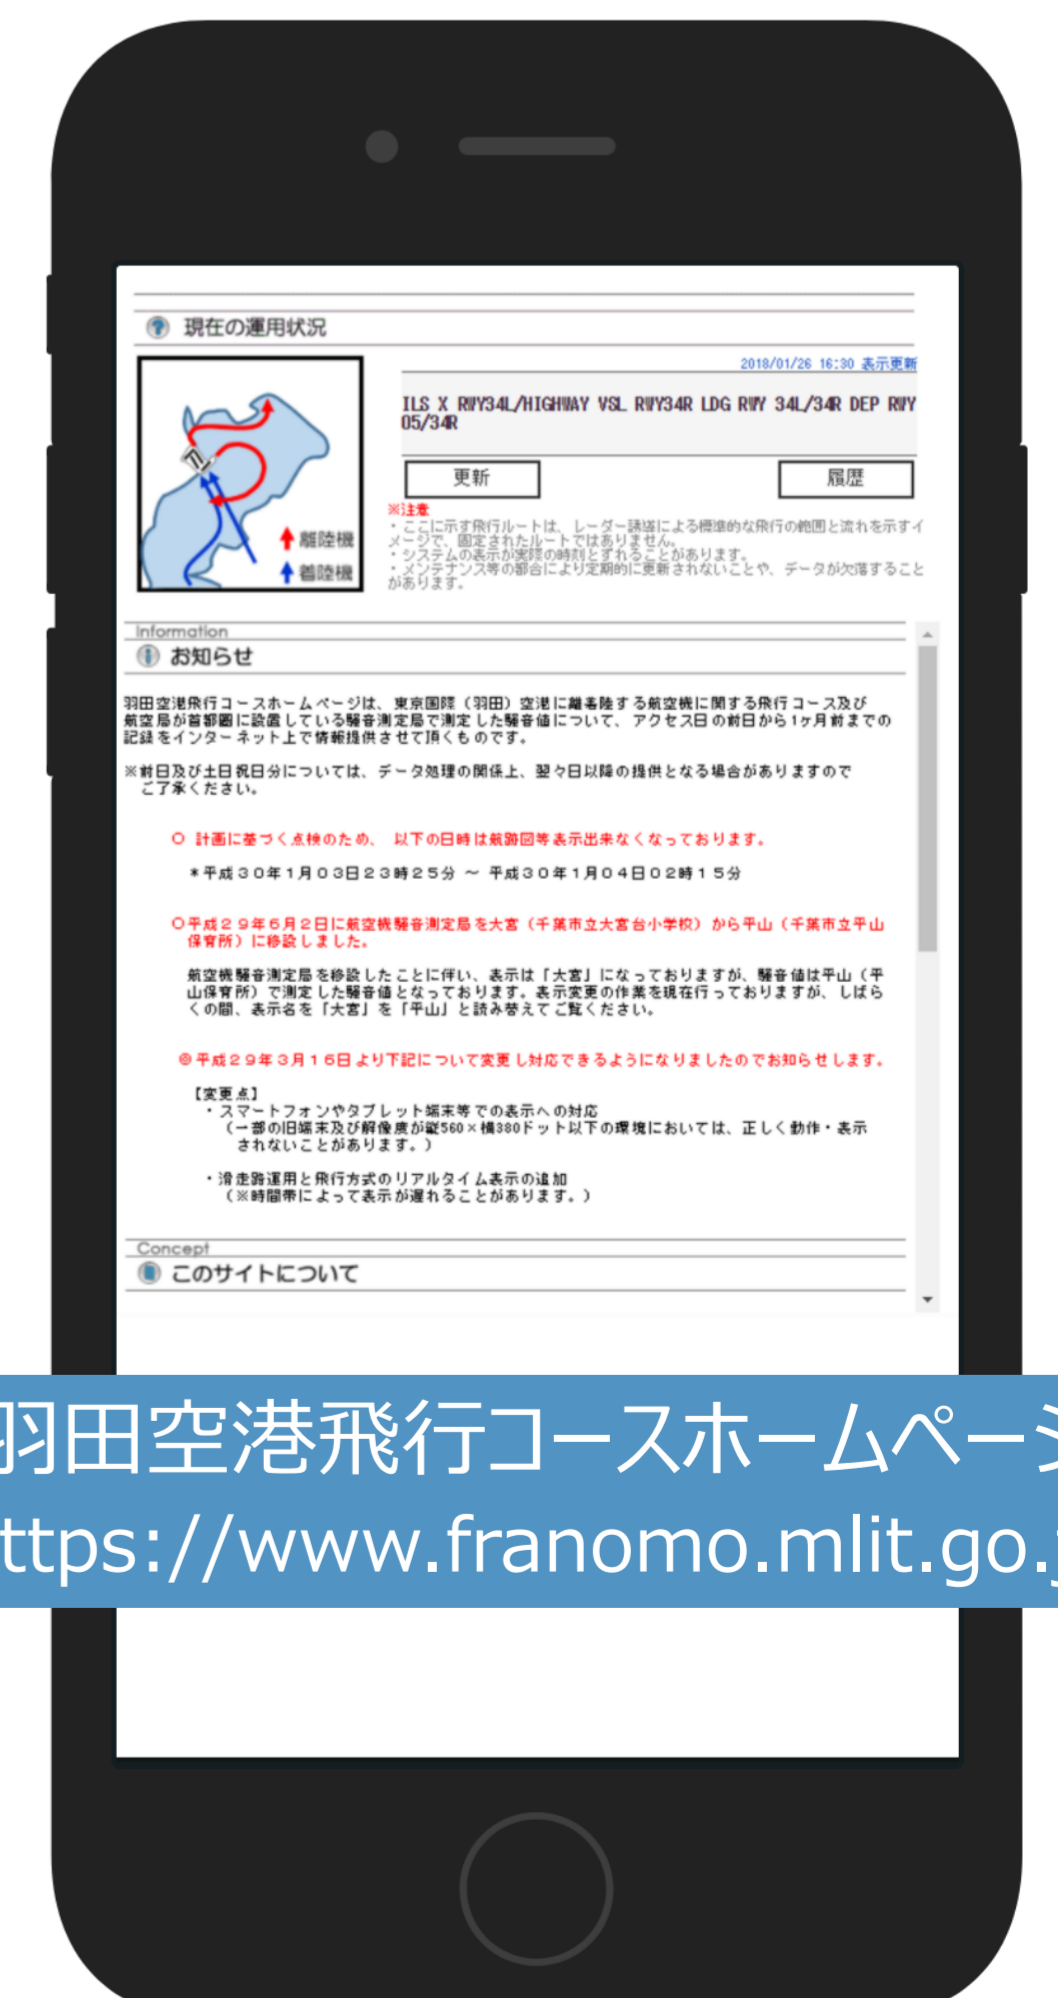 現在の運用状況
2018/01/26 16:30 表示更新
ILS X RWY34L/HIGHWAY VSL RWY34R LDG RWY 34L/34R DEP RWY
05/34R
更新
履歴
離陸機
着陸機
※注意
・ここに示す飛行ルートは、レーダー誘導による標準的な飛行の範囲と流れを示すイ
メージで、固定されたルートではありません。
・システムの表示が実際の時刻とずれることがあります。
・メンテナンス等の都合により定期的に更新されないことや、データが欠落すること
があります。
Information
お知らせ
羽田空港飛行コースホームページは、東京国際（羽田）空港に離着陸する航空機に関する飛行コース及び
航空局が首都圏に設置している騒音測定局で測定した騒音値について、アクセス日の前日から1ヶ月前までの
記録をインターネット上で情報提供させて頂くものです。
※前日及び土日祝日分については、データ処理の関係上、翌々日以降の提供となる場合がありますので
ご了承ください。
○ 計画に基づく点検のため、 以下の日時は航跡図等表示出来なくなっております。
＊平成３０年１月０３日２３時２５分 ～ 平成３０年１月０４日０２時１５分
○平成２９年６月２日に航空機騒音測定局を大宮（千葉市立大宮台小学校）から平山（千葉市立平山
保育所）に移設しました。
航空機騒音測定局を移設したことに伴い、表示は「大宮」になっておりますが、騒音値は平山（平
山保育所）で測定した騒音値となっております。表示変更の作業を現在行っておりますが、しばら
くの間、表示名を「大宮」を「平山」と読み替えてご覧ください。
◎平成２９年３月１６日より下記について変更し対応できるようになりましたのでお知らせします。
【変更点】
・スマートフォンやタブレット端末等での表示への対応
（一部の旧端末及び解像度が縦560×横380ドット以下の環境においては、正しく動作・表示
されないことがあります。）
・滑走路運用と飛行方式のリアルタイム表示の追加
（※時間帯によって表示が遅れることがあります。）
Concept
このサイトについて
羽田空港飛行コースホームページ
ttps://www.franomo.mlit.go.j